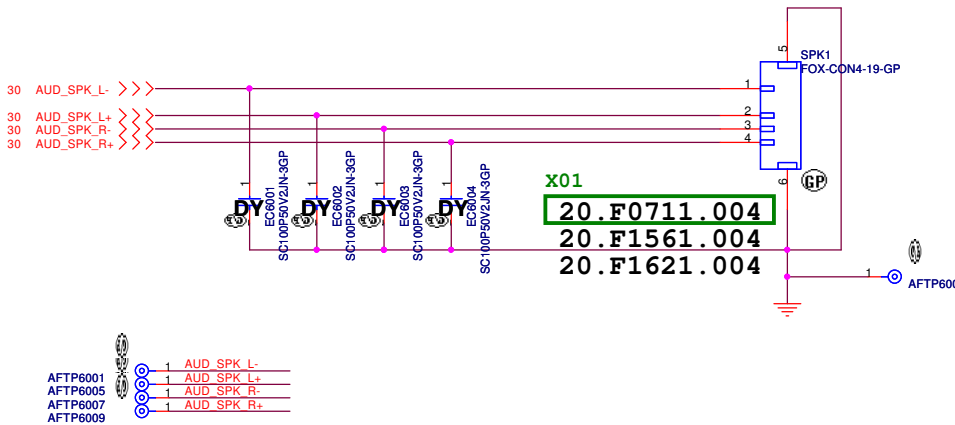 SPK1
FOX-CON4-19-GP
5
30 AUD_SPK_L- 1
30 AUD_SPK_L+ 2
30 AUD_SPK_R- 3
30 AUD_SPK_R+ 4
6
GP
1 DY EC6001 SC100P50V2JN-3GP
1 DY EC6002 SC100P50V2JN-3GP
1 DY EC6003 SC100P50V2JN-3GP
1 DY EC6004 SC100P50V2JN-3GP
X01
20.F0711.004
20.F1561.004
20.F1621.004
1
AFTP6001 1 AUD_SPK_L-
AFTP6005 1 AUD_SPK_L+
AFTP6007 1 AUD_SPK_R-
AFTP6009 1 AUD_SPK_R+